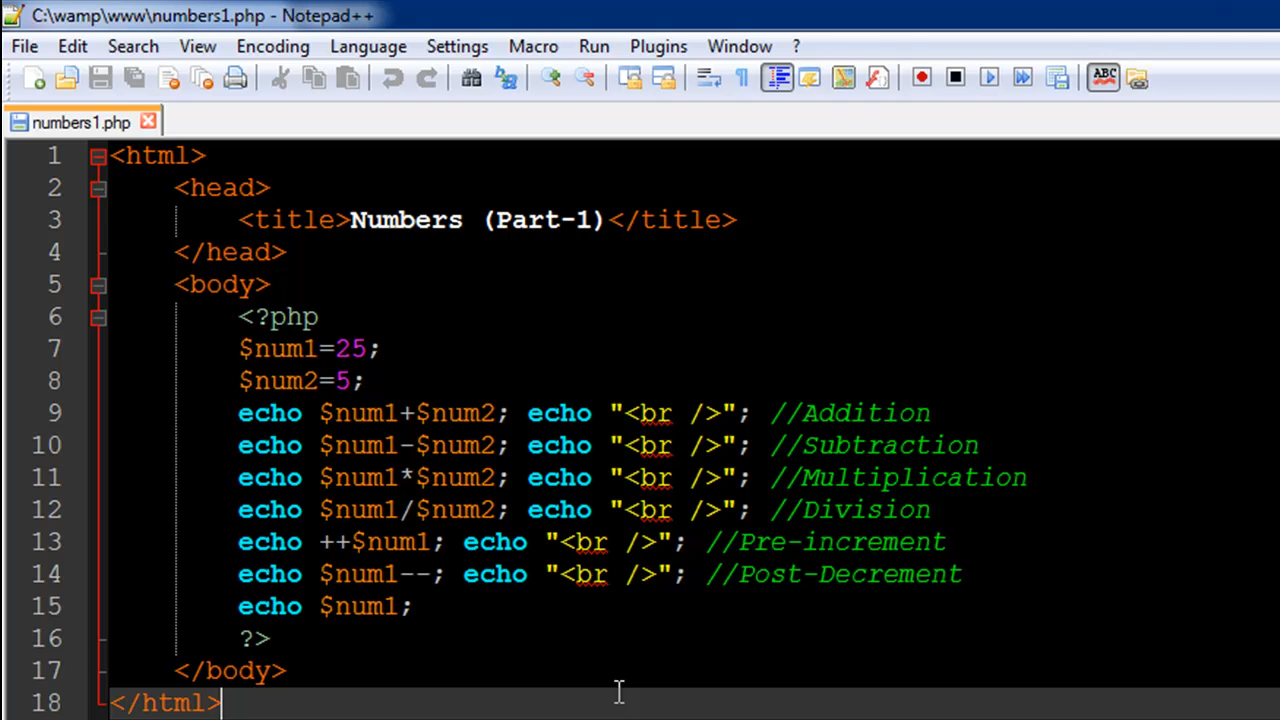 C:\wamp\www\numbers1.php - Notepad++
File Edit Search View Encoding Language Settings Macro Run Plugins Window ?
ABC
numbers1.php
1 <html>
2 <head>
3 <title>Numbers (Part-1)</title>
4 </head>
5 <body>
6 <?php
7 $num1=25;
8 $num2=5;
9 echo $num1+$num2; echo "<br />"; //Addition
10 echo $num1-$num2; echo "<br />"; //Subtraction
11 echo $num1*$num2; echo "<br />"; //Multiplication
12 echo $num1/$num2; echo "<br />"; //Division
13 echo ++$num1; echo "<br />"; //Pre-increment
14 echo $num1--; echo "<br />"; //Post-Decrement
15 echo $num1;
16 ?>
17 </body>
18 </html>